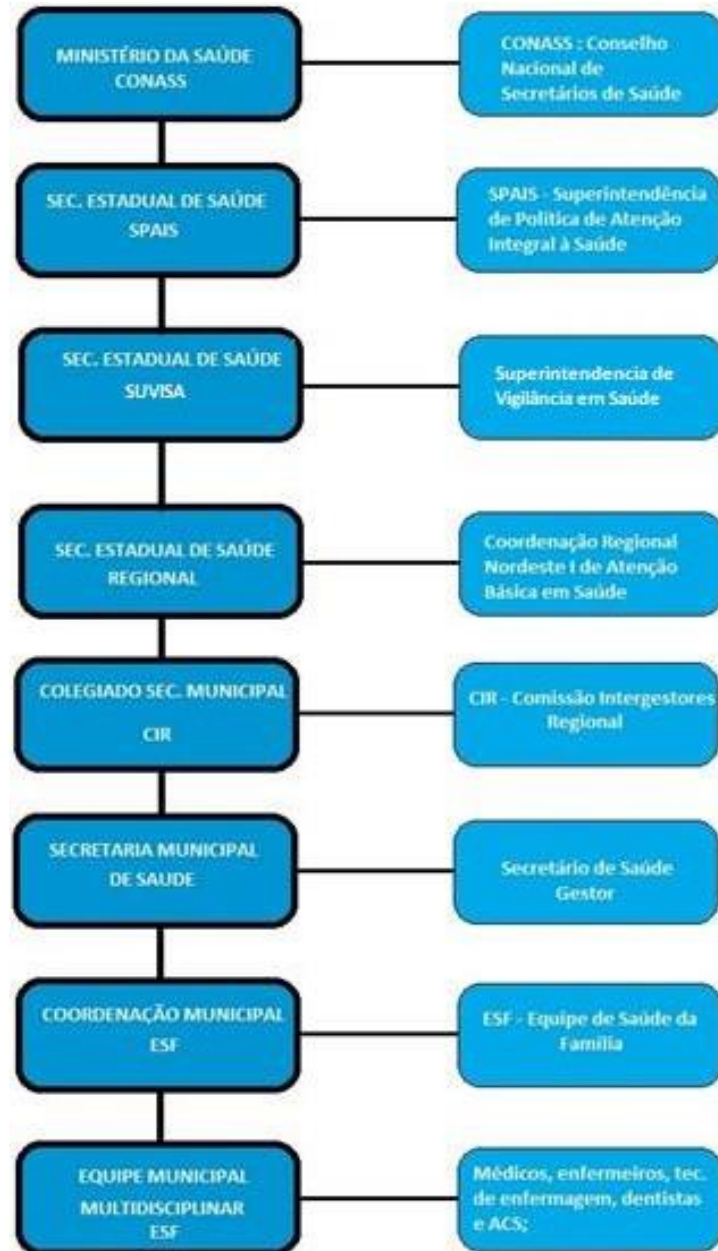 MINISTÉRIO DA SAÚDE
CONASS
CONASS : Conselho
Nacional de
Secretários de Saúde
SEC. ESTADUAL DE SAÚDE
SPAIS
SPAIS - Superintendência
de Politica de Atenção
Integral à Saúde
SEC. ESTADUAL DE SAÚDE
SUVISA
Superintendencia de
Vigilância em Saúde
SEC. ESTADUAL DE SAÚDE
REGIONAL
Coordenação Regional
Nordeste I de Atenção
Básica em Saúde
COLEGIADO SEC. MUNICIPAL
CIR
CIR - Comissão Intergestores
Regional
SECRETARIA MUNICIPAL
DE SAUDE
Secretário de Saúde
Gestor
COORDENAÇÃO MUNICIPAL
ESF
ESF - Equipe de Saúde da
Família
EQUIPE MUNICIPAL
MULTIDISCIPLINAR
ESF
Médicos, enfermeiros, tec.
de enfermagem, dentistas
e ACS;